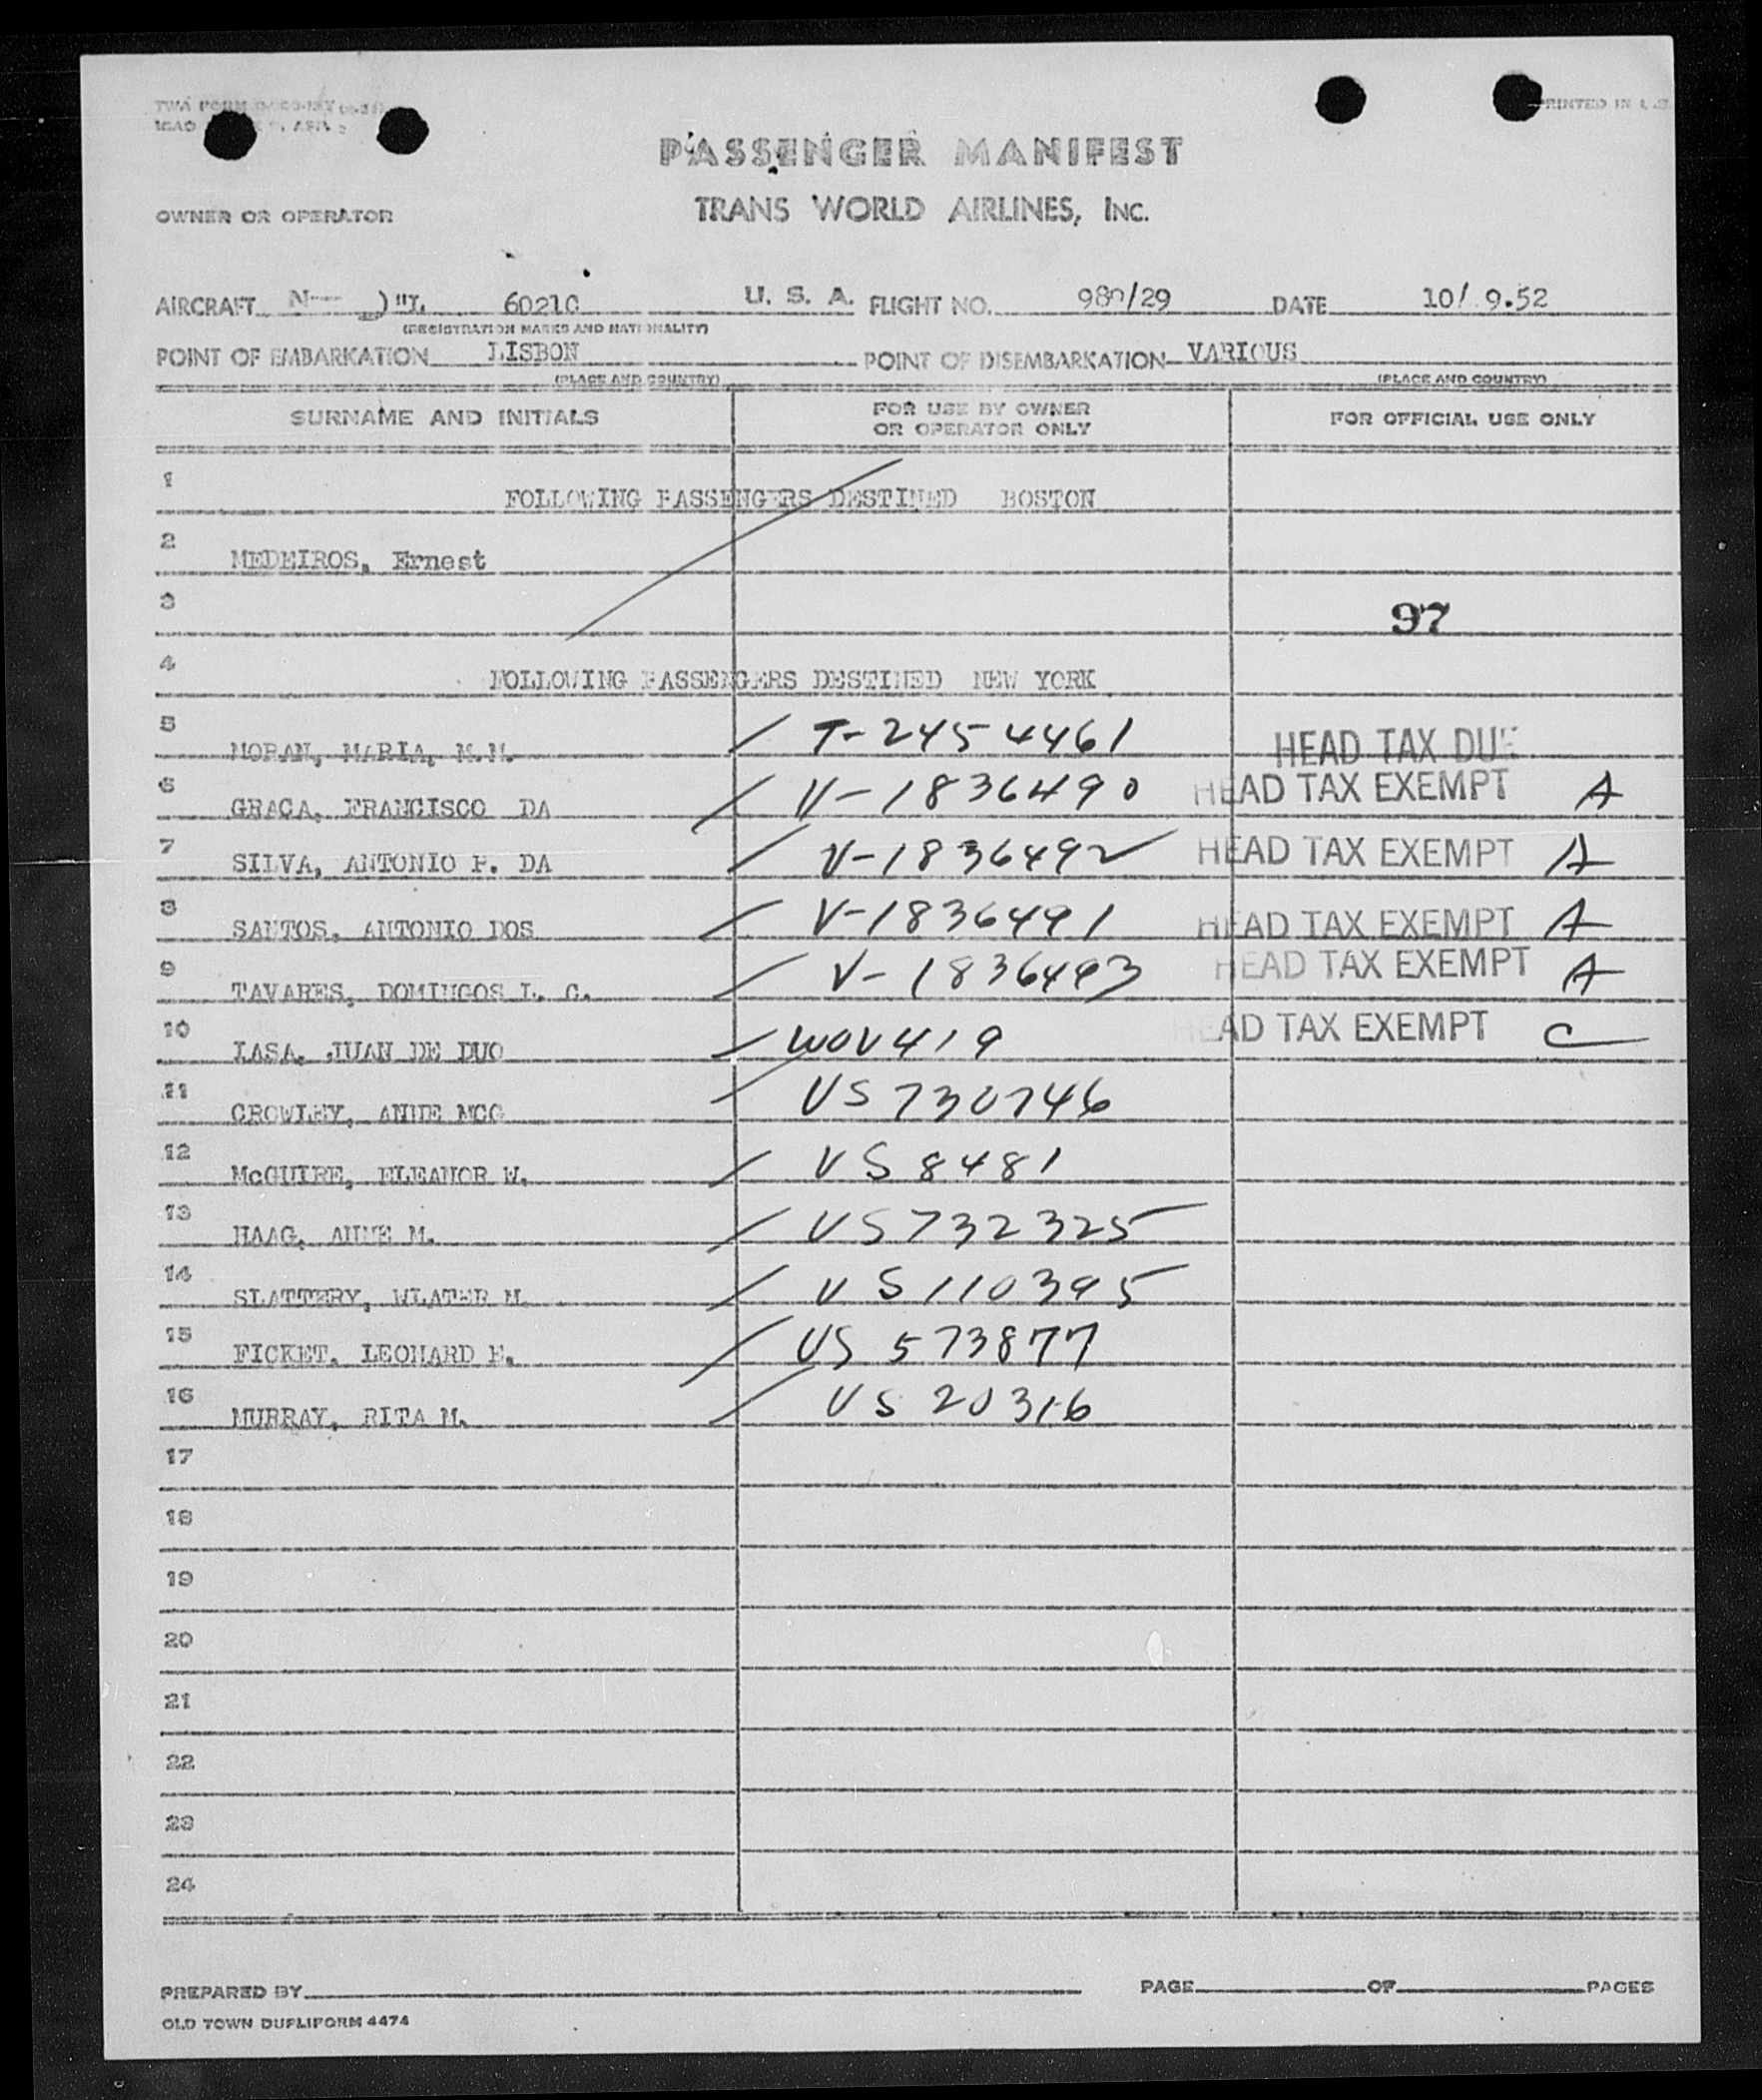 PRINTED IN U.S.
PASSENGER MANIFEST
OWNER OR OPERATOR TRANS WORLD AIRLINES, INC.
AIRCRAFT N 6021C U. S. A. FLIGHT NO. 980/29 DATE 10/ 9.52
(REGISTRATION MARKS AND NATIONALITY)
POINT OF EMBARKATION LISBON POINT OF DISEMBARKATION VARIOUS
(PLACE AND COUNTRY) (PLACE AND COUNTRY)
SURNAME AND INITIALS FOR USE BY OWNER OR OPERATOR ONLY FOR OFFICIAL USE ONLY
1 FOLLOWING PASSENGERS DESTINED BOSTON
2 MEDEIROS, Ernest
3 97
4 FOLLOWING PASSENGERS DESTINED NEW YORK
5 MORAN, MARIA, M.M. T-2454461 HEAD TAX DUE
6 GRACA, FRANCISCO DA V-1836490 HEAD TAX EXEMPT A
7 SILVA, ANTONIO P. DA V-1836492 HEAD TAX EXEMPT A
8 SANTOS, ANTONIO DOS V-1836491 HEAD TAX EXEMPT A
9 TAVARES, DOMINGOS L. C. V-1836493 HEAD TAX EXEMPT A
10 JUAN DE DUO WOV419 HEAD TAX EXEMPT C
11 CROWLEY, ANNE MCG US730746
12 McGUIRE, ELEANOR W. US8481
13 HAAG, ANNE M. US732325
14 SLATTERY, WLATER M. US110395
15 FICKET, LEONARD E. US 573877
16 MURRAY, RITA M. US 20316
17
18
19
20
21
22
23
24
PREPARED BY PAGE OF PAGES
OLD TOWN DUPLIFORM 4474